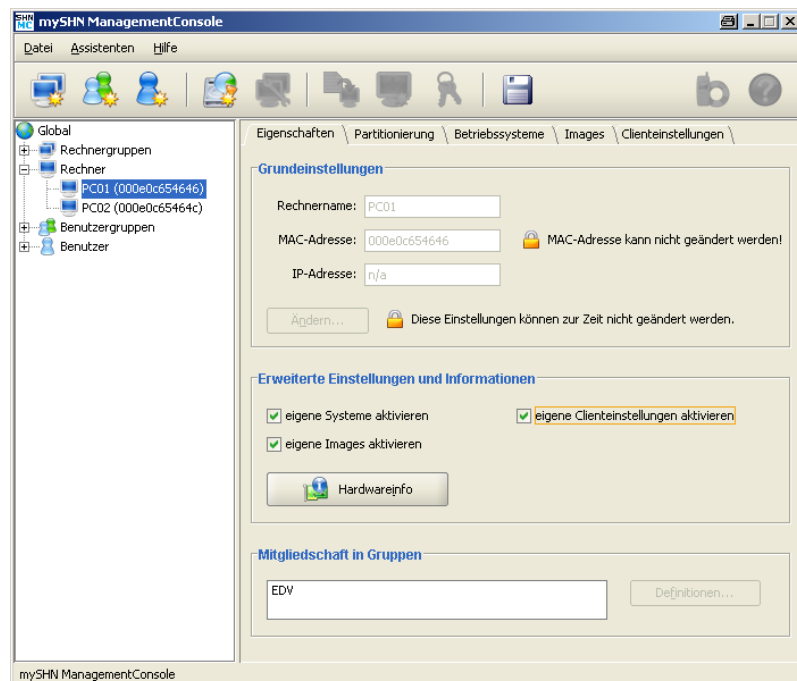 SHN
MC
mySHN ManagementConsole
Datei Assistenten Hilfe
Global
Rechnergruppen
Rechner
PC01 (000e0c654646)
PC02 (000e0c65464c)
Benutzergruppen
Benutzer
Eigenschaften \ Partitionierung \ Betriebssysteme \ Images \ Clienteinstellungen \
Grundeinstellungen
Rechnername: PC01
MAC-Adresse: 000e0c654646 MAC-Adresse kann nicht geändert werden!
IP-Adresse: n/a
Ändern... Diese Einstellungen können zur Zeit nicht geändert werden.
Erweiterte Einstellungen und Informationen
eigene Systeme aktivieren eigene Clienteinstellungen aktivieren
eigene Images aktivieren
Hardwareinfo
Mitgliedschaft in Gruppen
EDV
Definitionen...
mySHN ManagementConsole